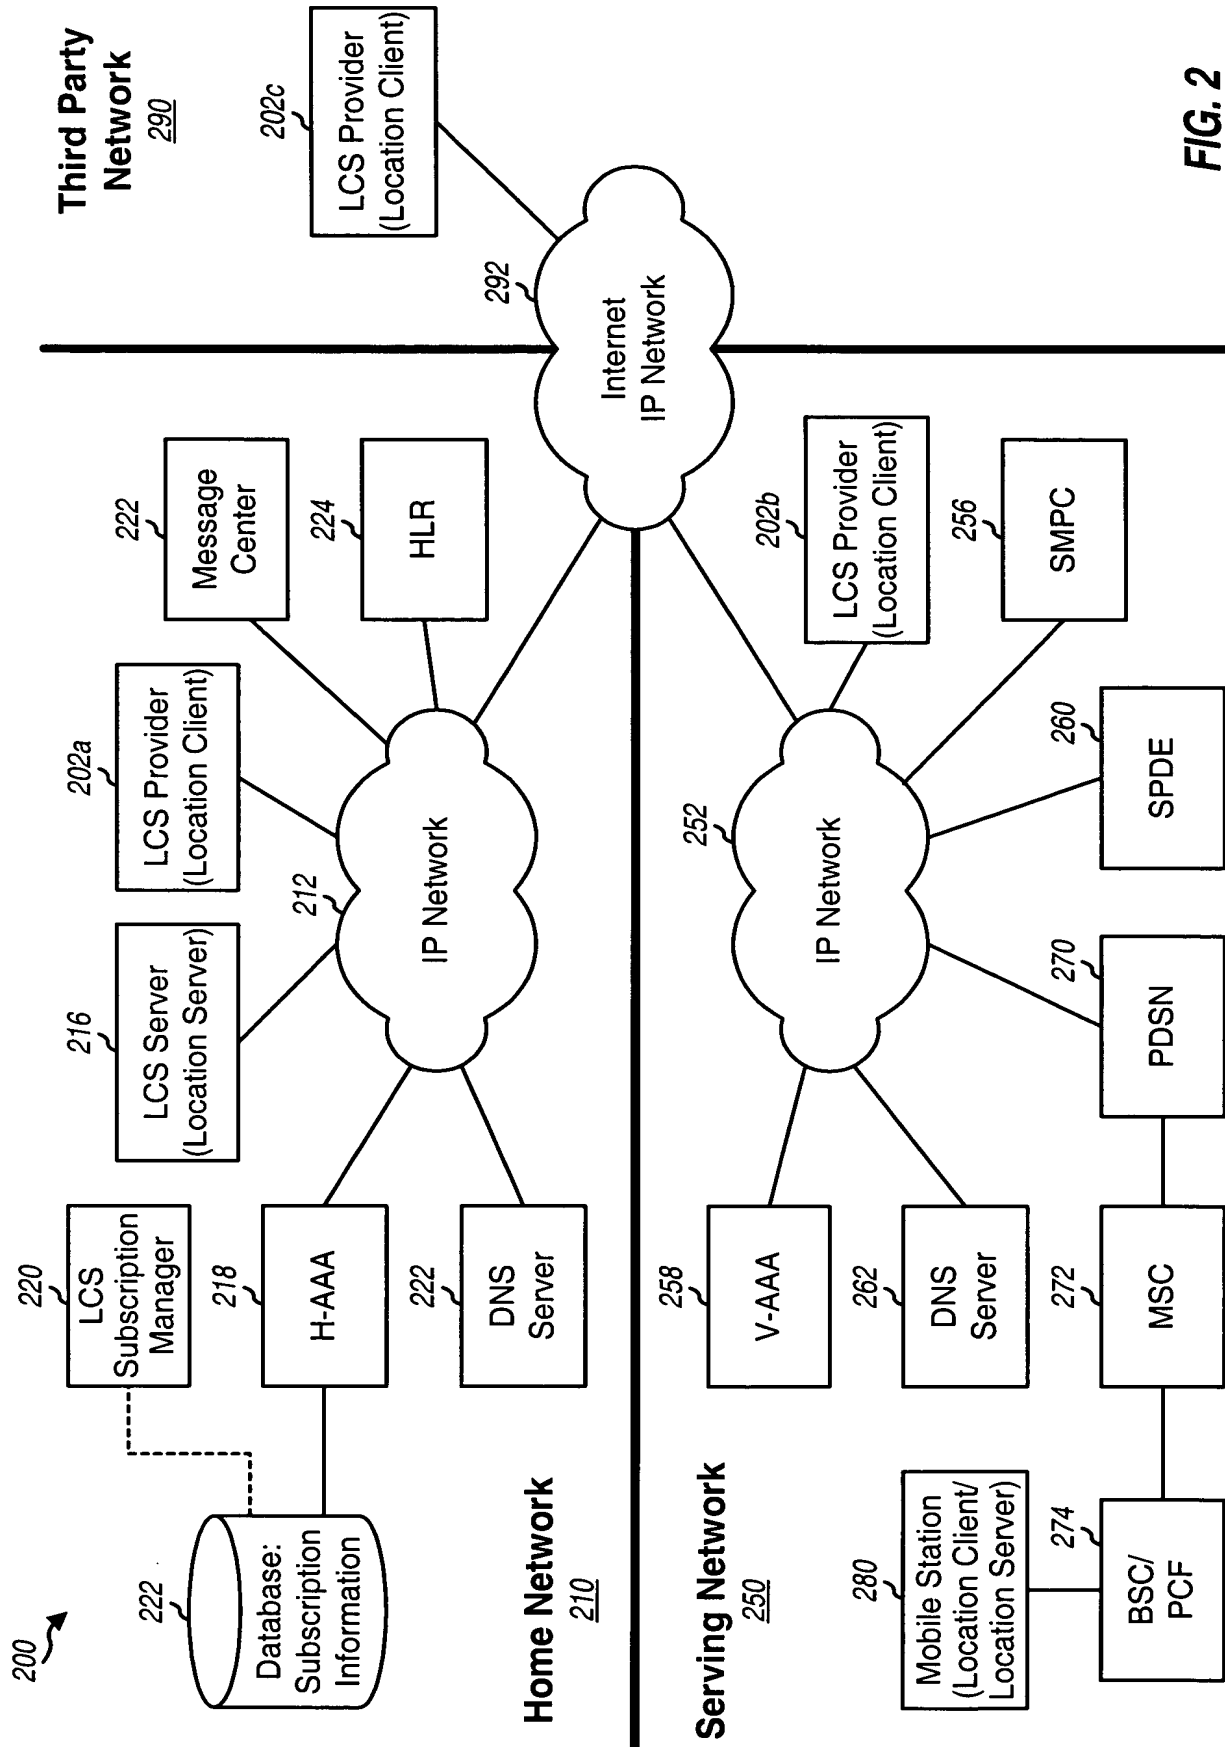 200
222
Database:
Subscription
Information
220
LCS
Subscription
Manager
218
H-AAA
222
DNS
Server
216
LCS Server
(Location Server)
202a
LCS Provider
(Location Client)
222
Message
Center
224
HLR
212
IP Network
Home Network
210
Third Party
Network
290
202c
LCS Provider
(Location Client)
292
Internet
IP Network
Serving Network
250
258
V-AAA
262
DNS
Server
252
IP Network
202b
LCS Provider
(Location Client)
256
SMPC
260
SPDE
270
PDSN
272
MSC
274
BSC/
PCF
280
Mobile Station
(Location Client/
Location Server)
FIG. 2